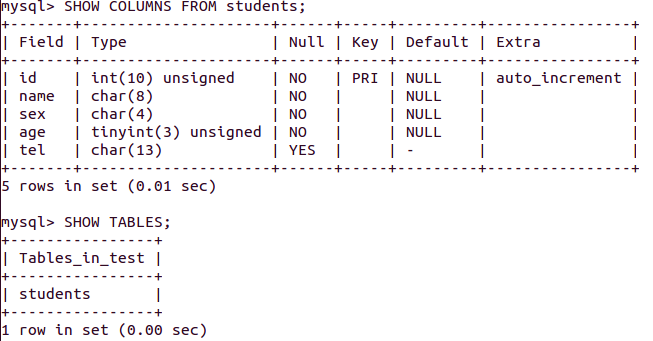 mysql> SHOW COLUMNS FROM students;
+-------+---------------------+------+-----+---------+----------------+
| Field | Type                | Null | Key | Default | Extra          |
+-------+---------------------+------+-----+---------+----------------+
| id    | int(10) unsigned    | NO   | PRI | NULL    | auto_increment |
| name  | char(8)             | NO   |     | NULL    |                |
| sex   | char(4)             | NO   |     | NULL    |                |
| age   | tinyint(3) unsigned | NO   |     | NULL    |                |
| tel   | char(13)            | YES  |     | -       |                |
+-------+---------------------+------+-----+---------+----------------+
5 rows in set (0.01 sec)

mysql> SHOW TABLES;
+----------------+
| Tables_in_test |
+----------------+
| students       |
+----------------+
1 row in set (0.00 sec)